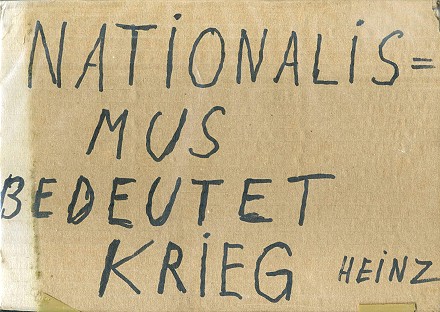 NATiONALiS=
MUS
BEDEUTET
KRiEG HEiNZ